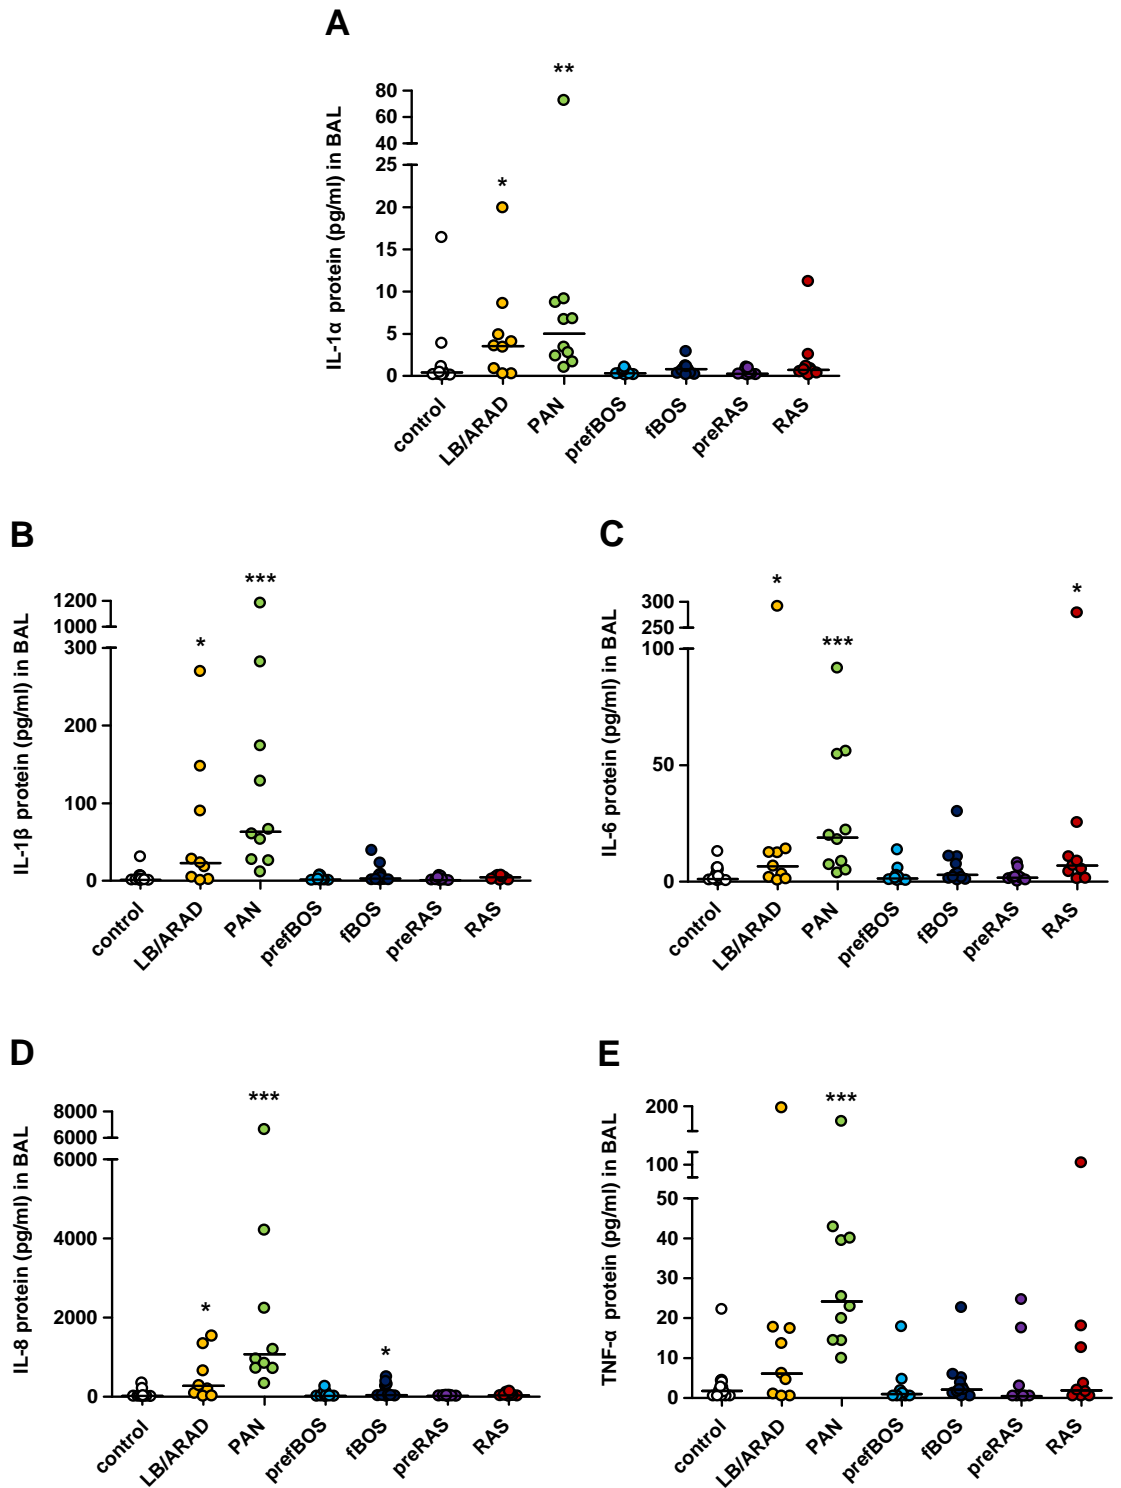 A
**
IL-1α protein (pg/ml) in BAL
80
60
40
25
20
15
10
5
0
*
control
LB/ARAD
PAN
prefBOS
fBOS
preRAS
RAS
B
***
IL-1β protein (pg/ml) in BAL
1200
1000
300
200
100
0
*
control
LB/ARAD
PAN
prefBOS
fBOS
preRAS
RAS
C
*
*
***
IL-6 protein (pg/ml) in BAL
300
250
100
50
0
control
LB/ARAD
PAN
prefBOS
fBOS
preRAS
RAS
D
***
IL-8 protein (pg/ml) in BAL
8000
6000
6000
4000
2000
0
*
*
control
LB/ARAD
PAN
prefBOS
fBOS
preRAS
RAS
E
***
TNF-α protein (pg/ml) in BAL
200
100
50
40
30
20
10
0
control
LB/ARAD
PAN
prefBOS
fBOS
preRAS
RAS